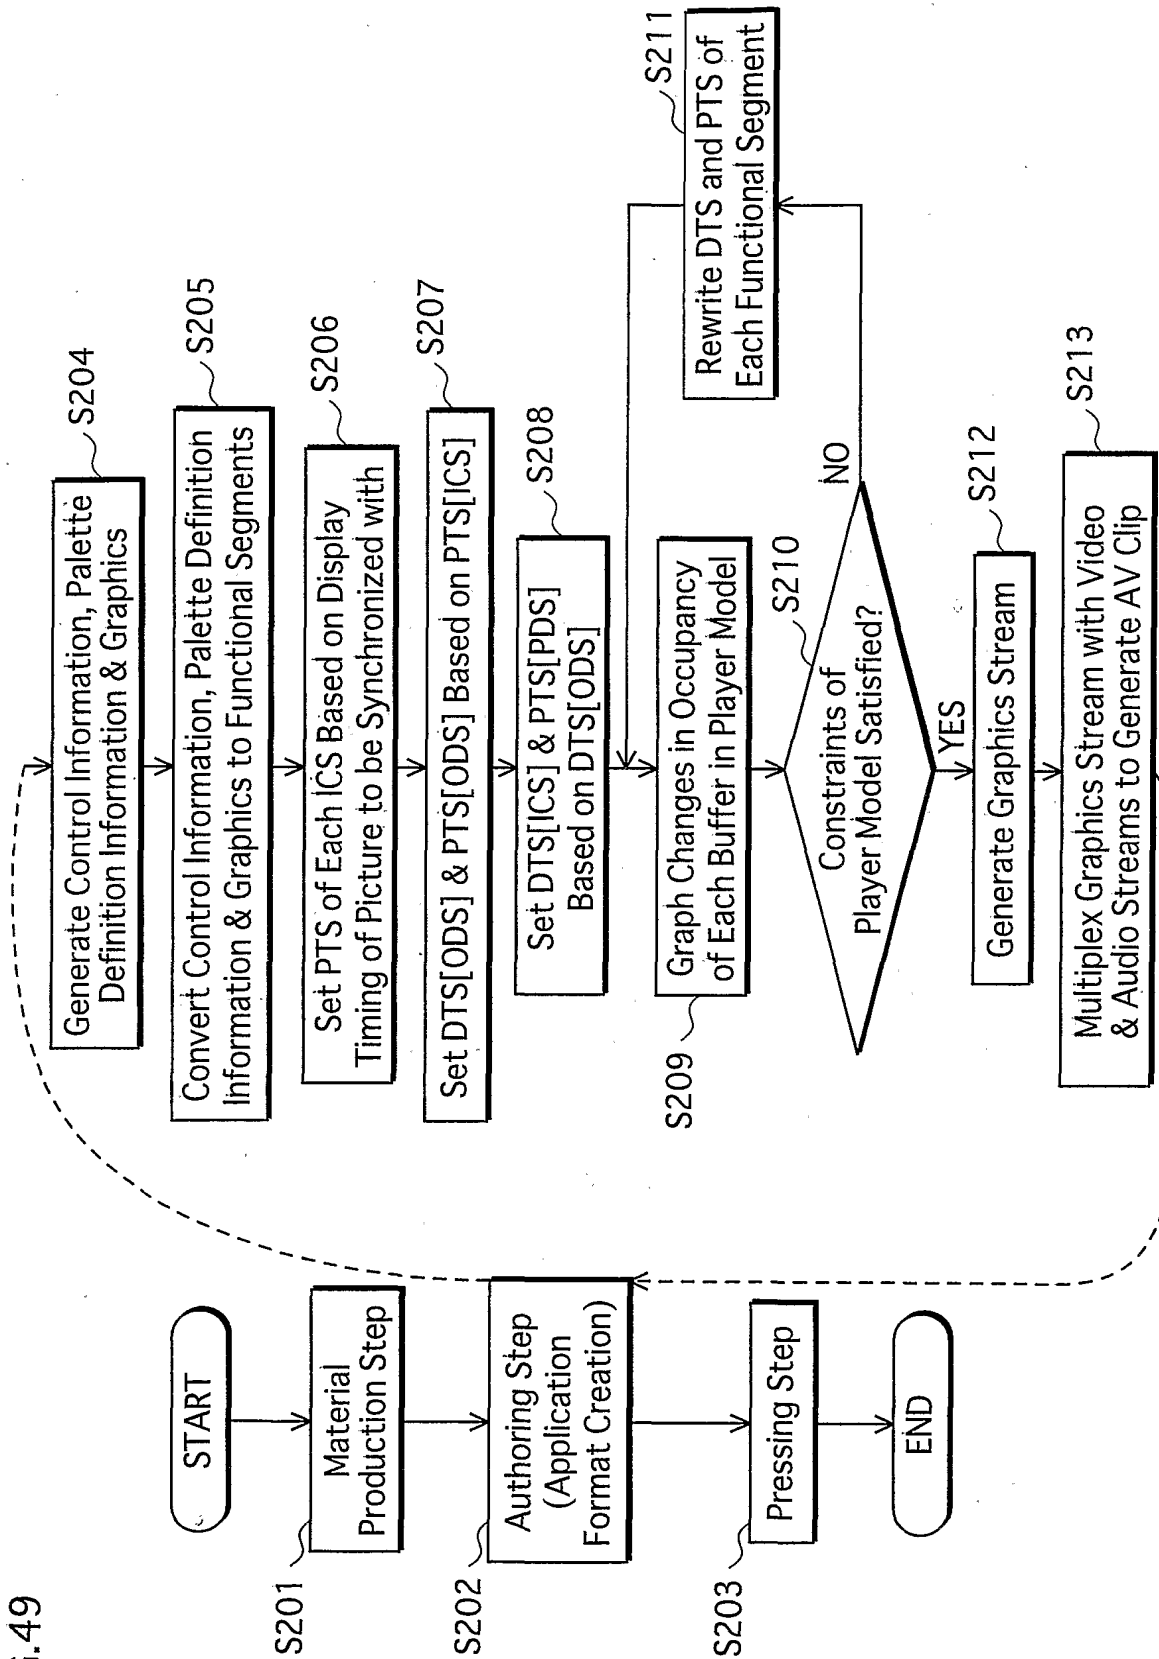 .49
START
S201
Material
Production Step
S202
Authoring Step
(Application
Format Creation)
S203
Pressing Step
END
S204
Generate Control Information, Palette
Definition Information & Graphics
S205
Convert Control Information, Palette Definition
Information & Graphics to Functional Segments
S206
Set PTS of Each ICS Based on Display
Timing of Picture to be Synchronized with
S207
Set DTS[ODS] & PTS[ODS] Based on PTS[ICS]
S208
Set DTS[ICS] & PTS[PDS]
Based on DTS[ODS]
S209
Graph Changes in Occupancy
of Each Buffer in Player Model
S210
Constraints of
Player Model Satisfied?
NO
YES
S211
Rewrite DTS and PTS of
Each Functional Segment
S212
Generate Graphics Stream
S213
Multiplex Graphics Stream with Video
& Audio Streams to Generate AV Clip